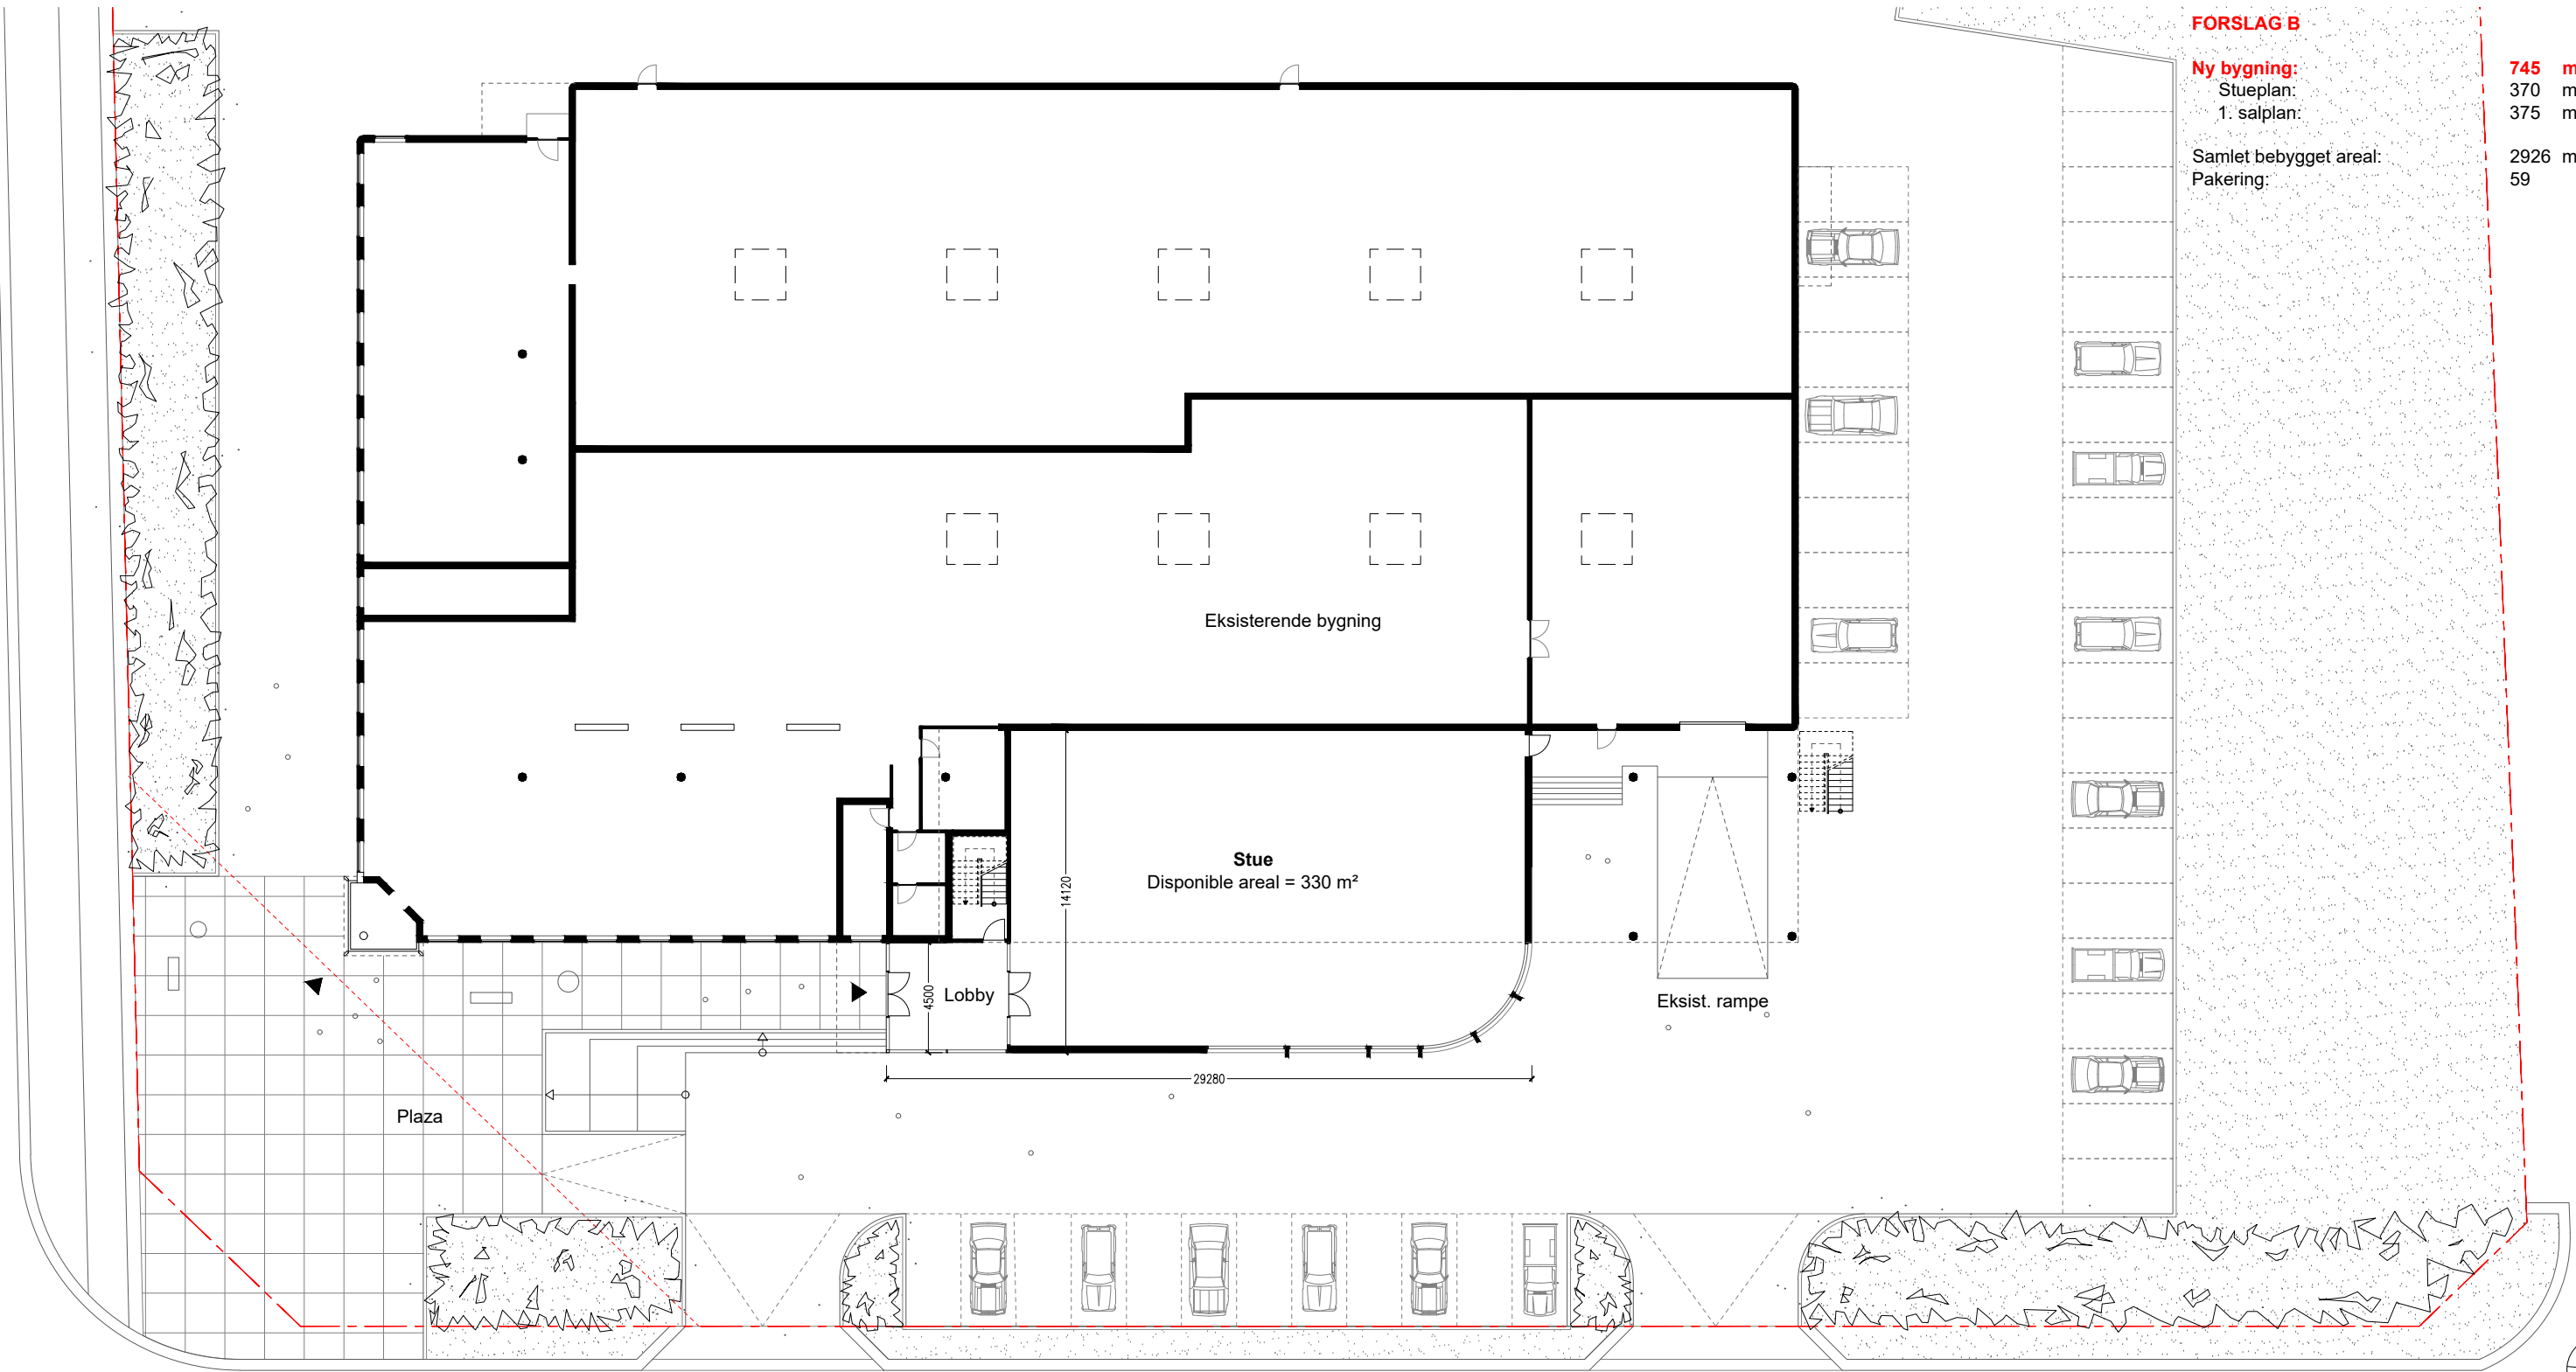 FORSLAG B
Ny bygning: 745 m
Stueplan: 370 m
1. salplan: 375 m
Samlet bebygget areal: 2926 m
Pakering: 59
Eksisterende bygning
Stue
Disponible areal = 330 m²
14120
4500
Lobby
Eksist. rampe
29280
Plaza